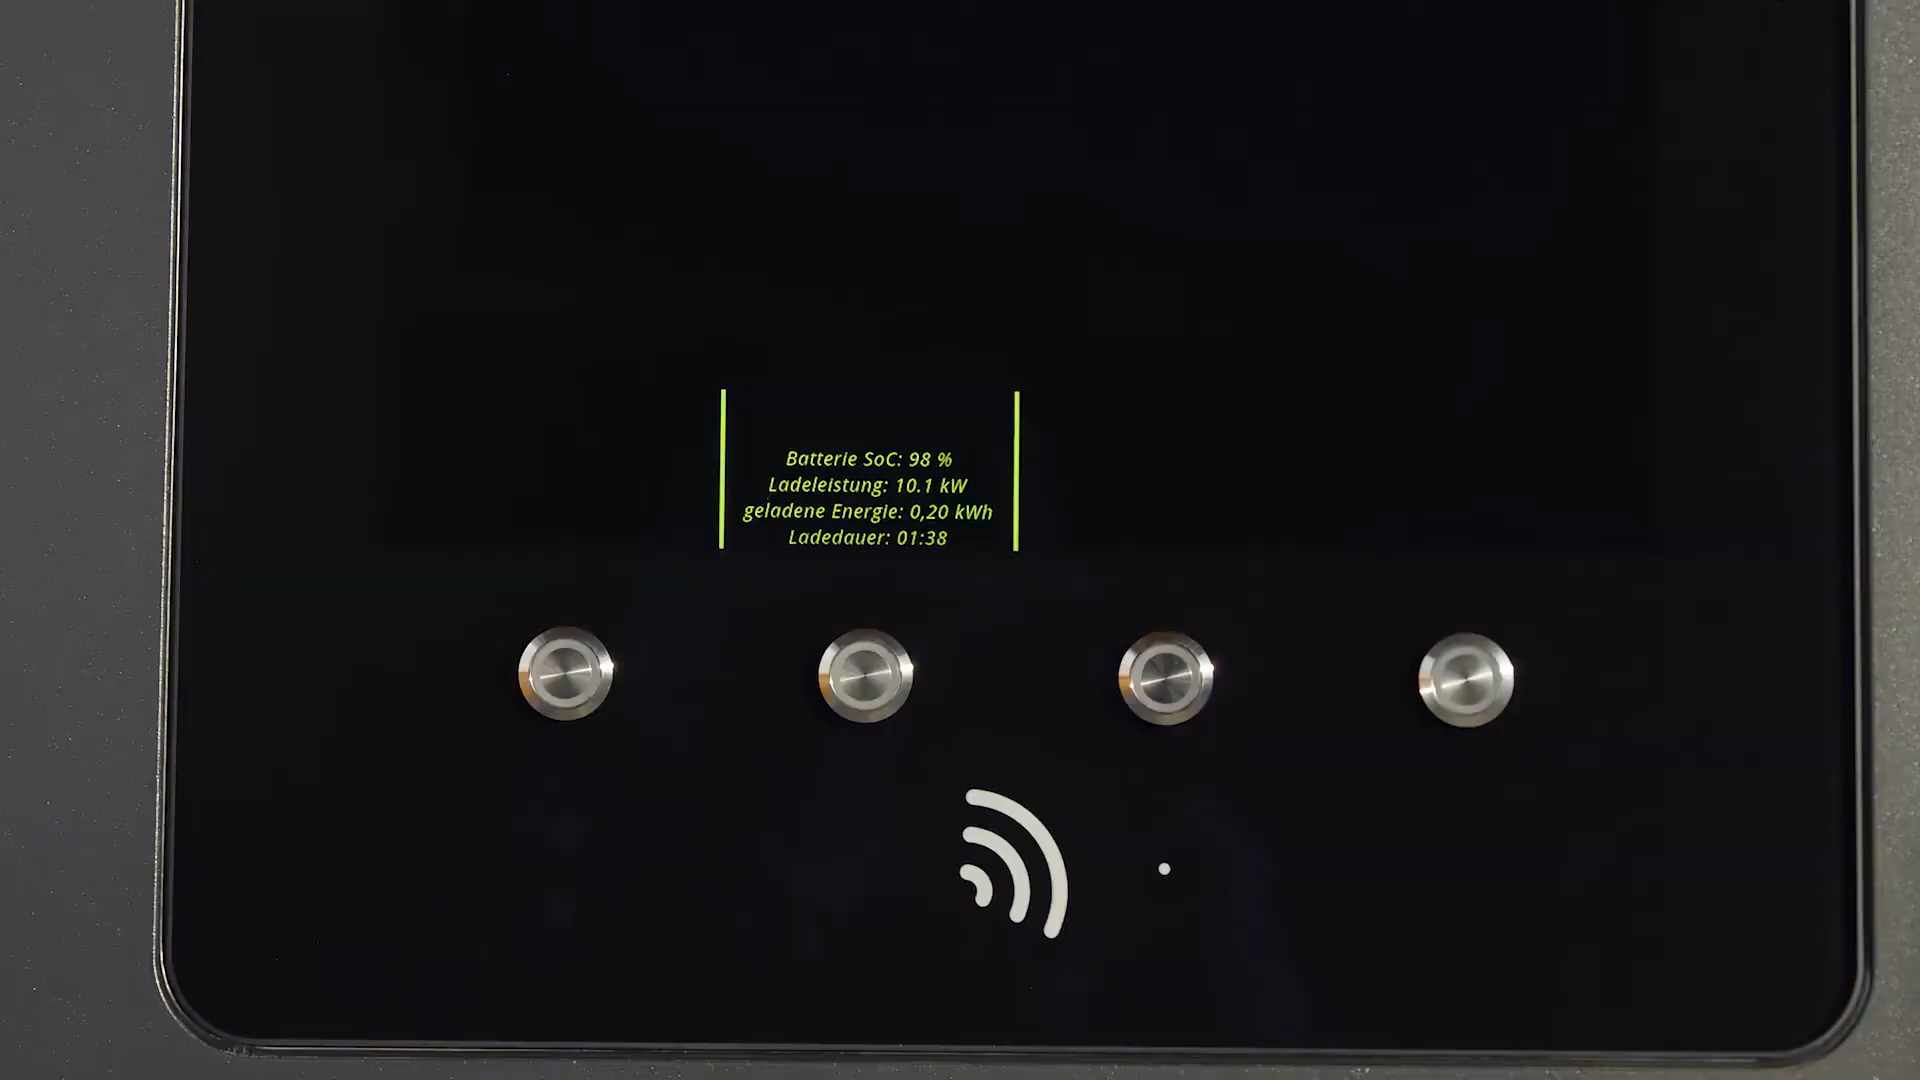 Batterie SoC: 98 %
Ladeleistung: 10.1 kW
geladene Energie: 0,20 kWh
Ladedauer: 01:38